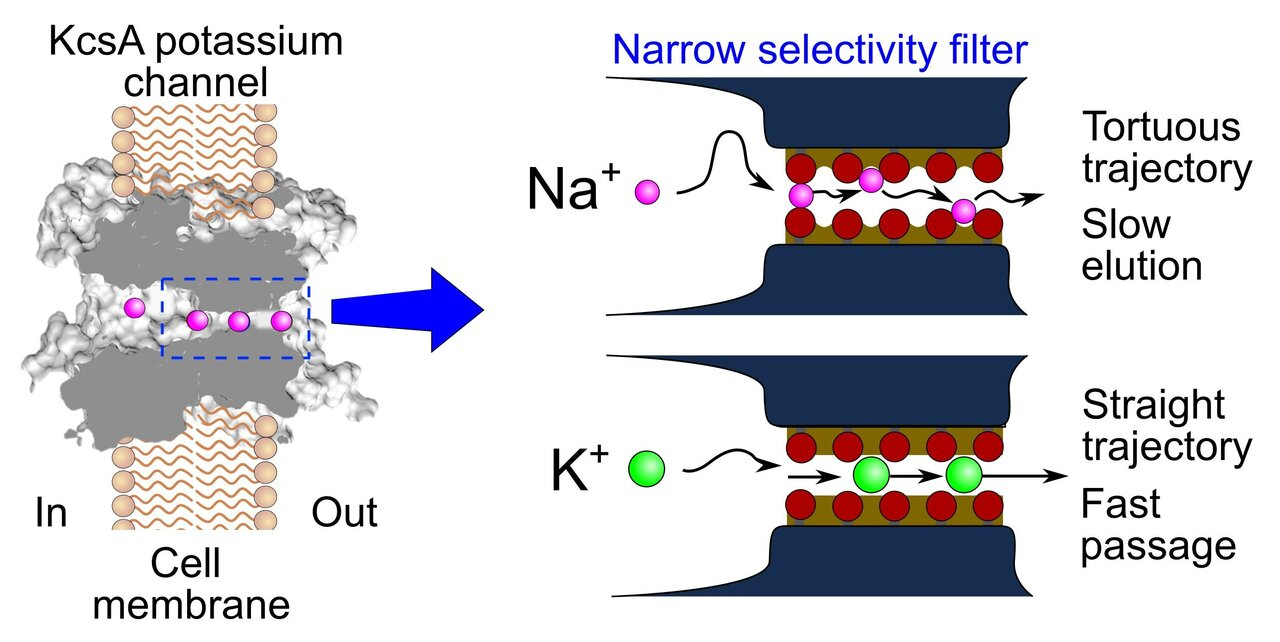 KcsA potassium
channel
In
Out
Cell
membrane
Narrow selectivity filter
Na+
Tortuous
trajectory
Slow
elution
K+
Straight
trajectory
Fast
passage